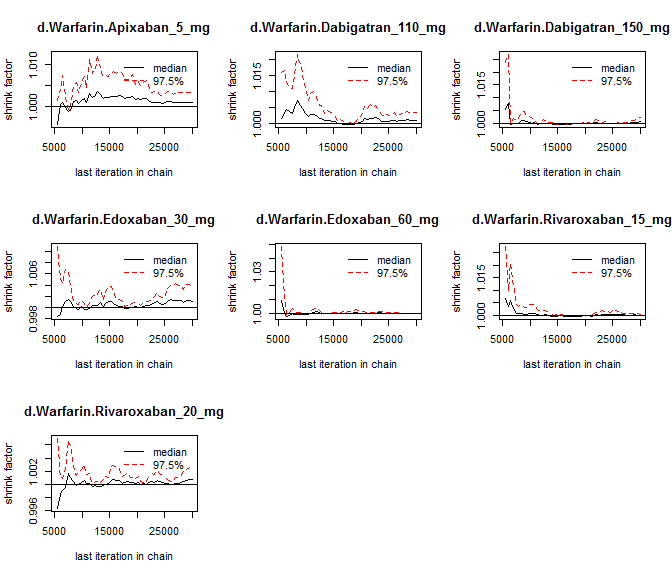 d.Warfarin.Apixaban_5_mg
shrink factor
1.000 1.010
median
97.5%
5000 15000 25000
last iteration in chain
d.Warfarin.Dabigatran_110_mg
shrink factor
1.000 1.015
median
97.5%
5000 15000 25000
last iteration in chain
d.Warfarin.Dabigatran_150_mg
shrink factor
1.000 1.015
median
97.5%
5000 15000 25000
last iteration in chain
d.Warfarin.Edoxaban_30_mg
shrink factor
0.998 1.006
median
97.5%
5000 15000 25000
last iteration in chain
d.Warfarin.Edoxaban_60_mg
shrink factor
1.00 1.03
median
97.5%
5000 15000 25000
last iteration in chain
d.Warfarin.Rivaroxaban_15_mg
shrink factor
1.000 1.015
median
97.5%
5000 15000 25000
last iteration in chain
d.Warfarin.Rivaroxaban_20_mg
shrink factor
0.996 1.002
median
97.5%
5000 15000 25000
last iteration in chain